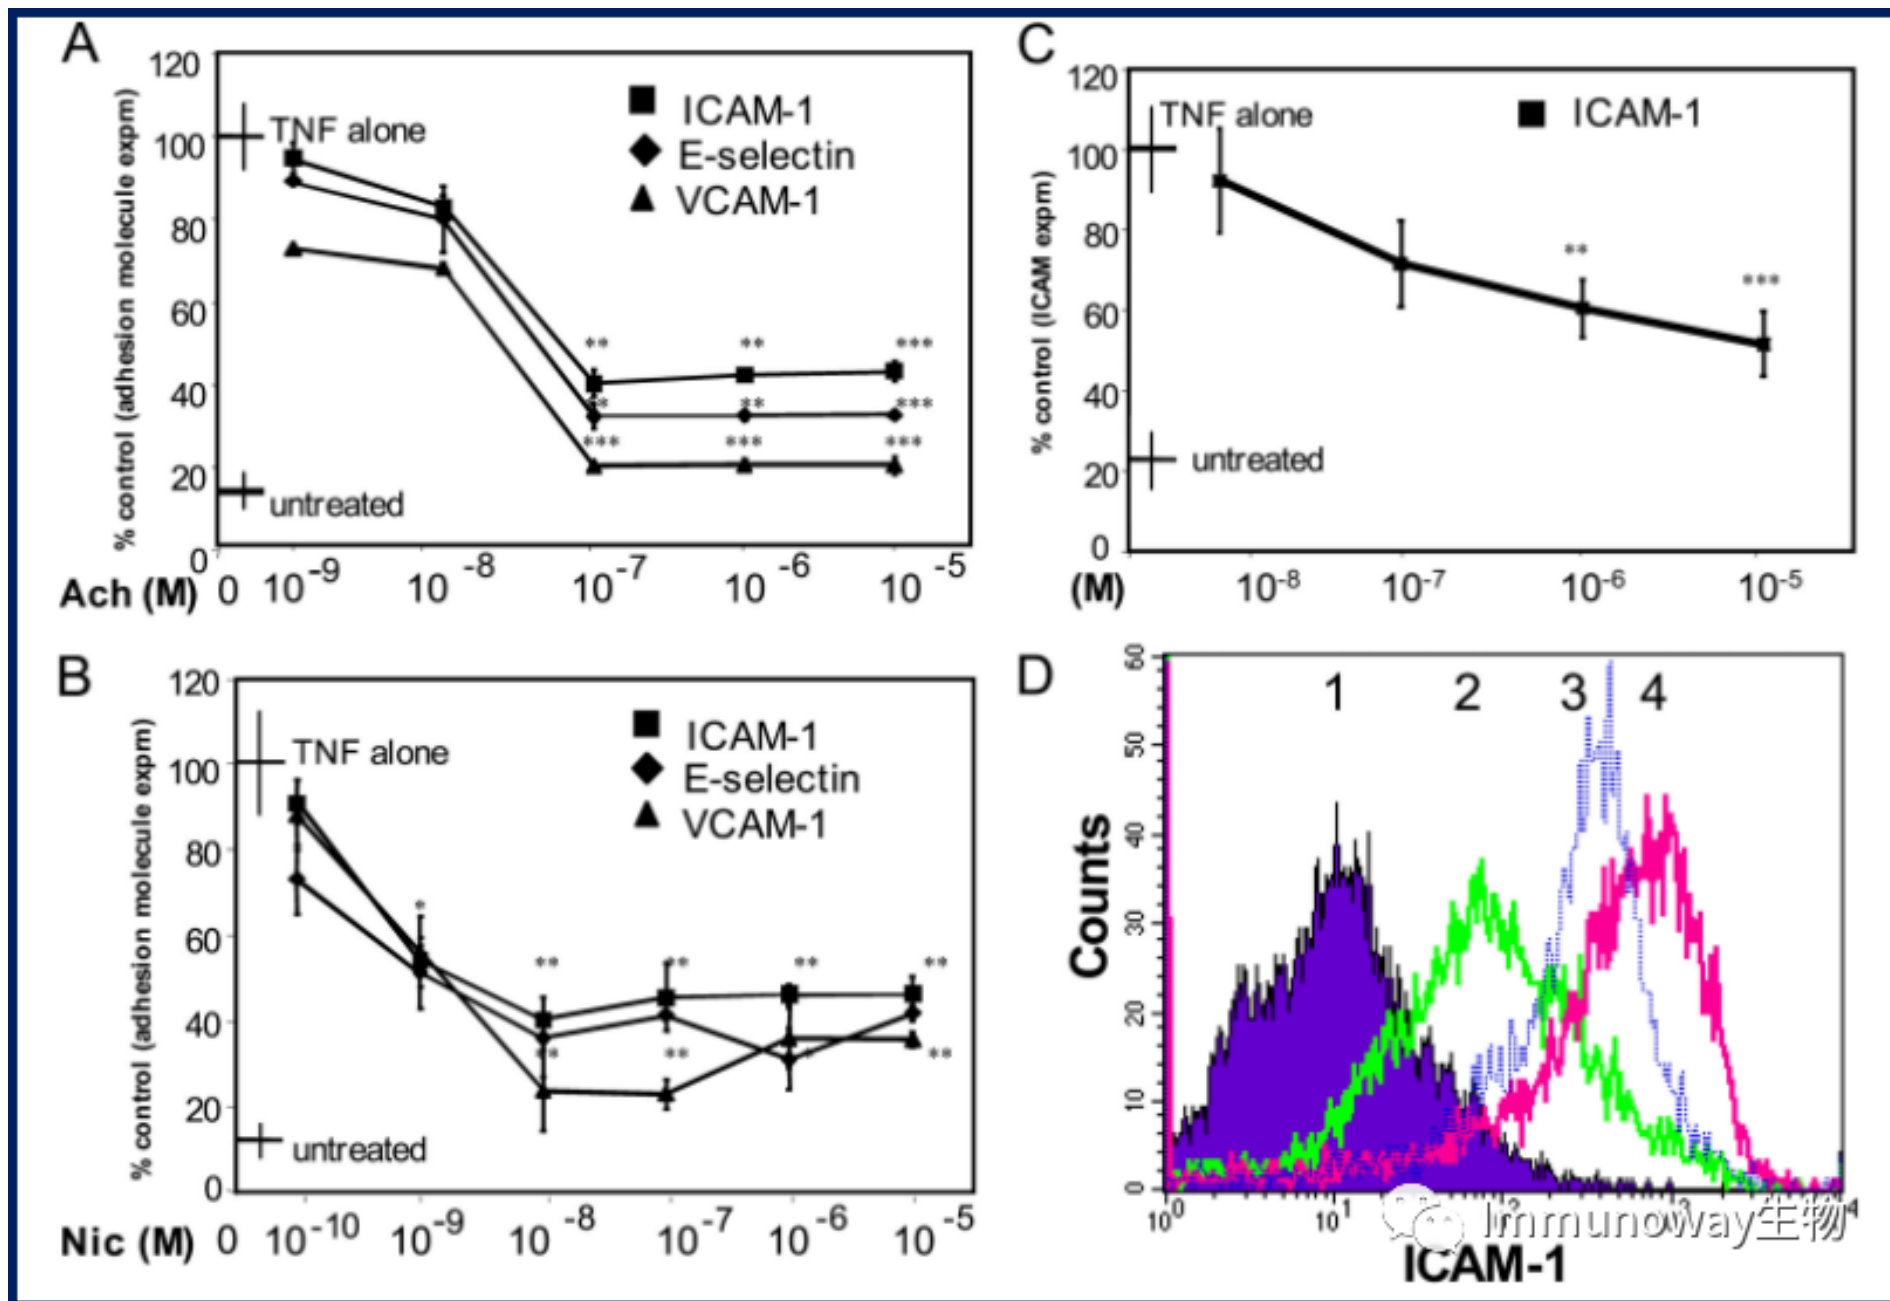 A
120
100
80
60
40
20
0
% control (adhesion molecule exprn)
TNF alone
untreated
ICAM-1
E-selectin
VCAM-1
** ** ***
** ** ***
*** *** ***
Ach (M) 0 10-9 10-8 10-7 10-6 10-5
B
120
100
80
60
40
20
0
% control (adhesion molecule exprn)
TNF alone
untreated
ICAM-1
E-selectin
VCAM-1
*
** ** ** **
** ** * **
Nic (M) 0 10-10 10-9 10-8 10-7 10-6 10-5
C
120
100
80
60
40
20
0
% control (ICAM exprn)
TNF alone
untreated
ICAM-1
** ***
(M) 10-8 10-7 10-6 10-5
D
60
50
40
30
20
10
0
Counts
1 2 3 4
100 101
ICAM-1
Immunoway生物